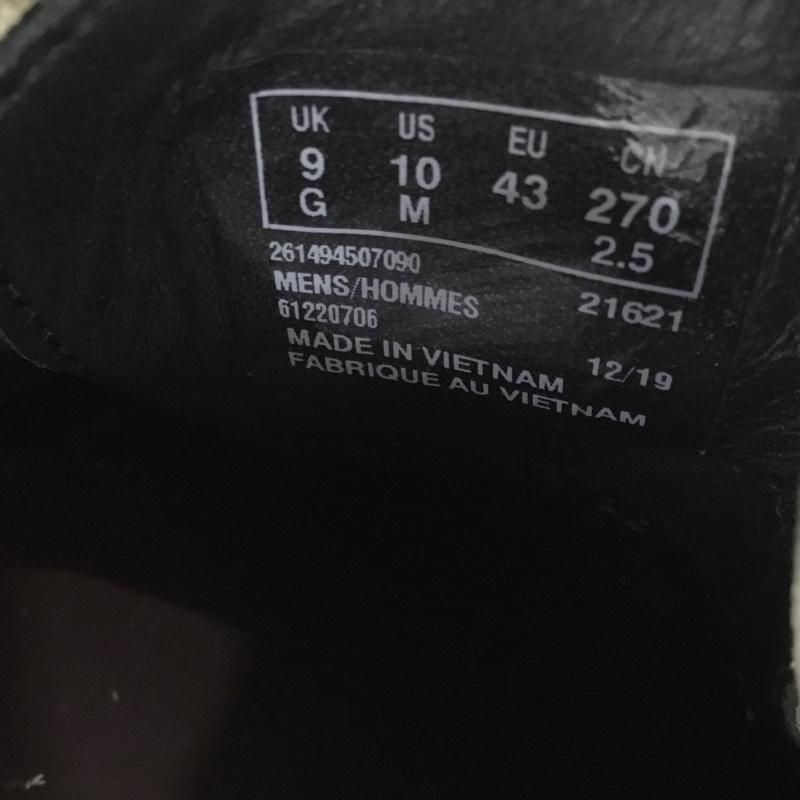 UK US EU CN
9 10 43 270
G M 2.5
261494507090
MENS/HOMMES 21621
61220706
MADE IN VIETNAM 12/19
FABRIQUE AU VIETNAM